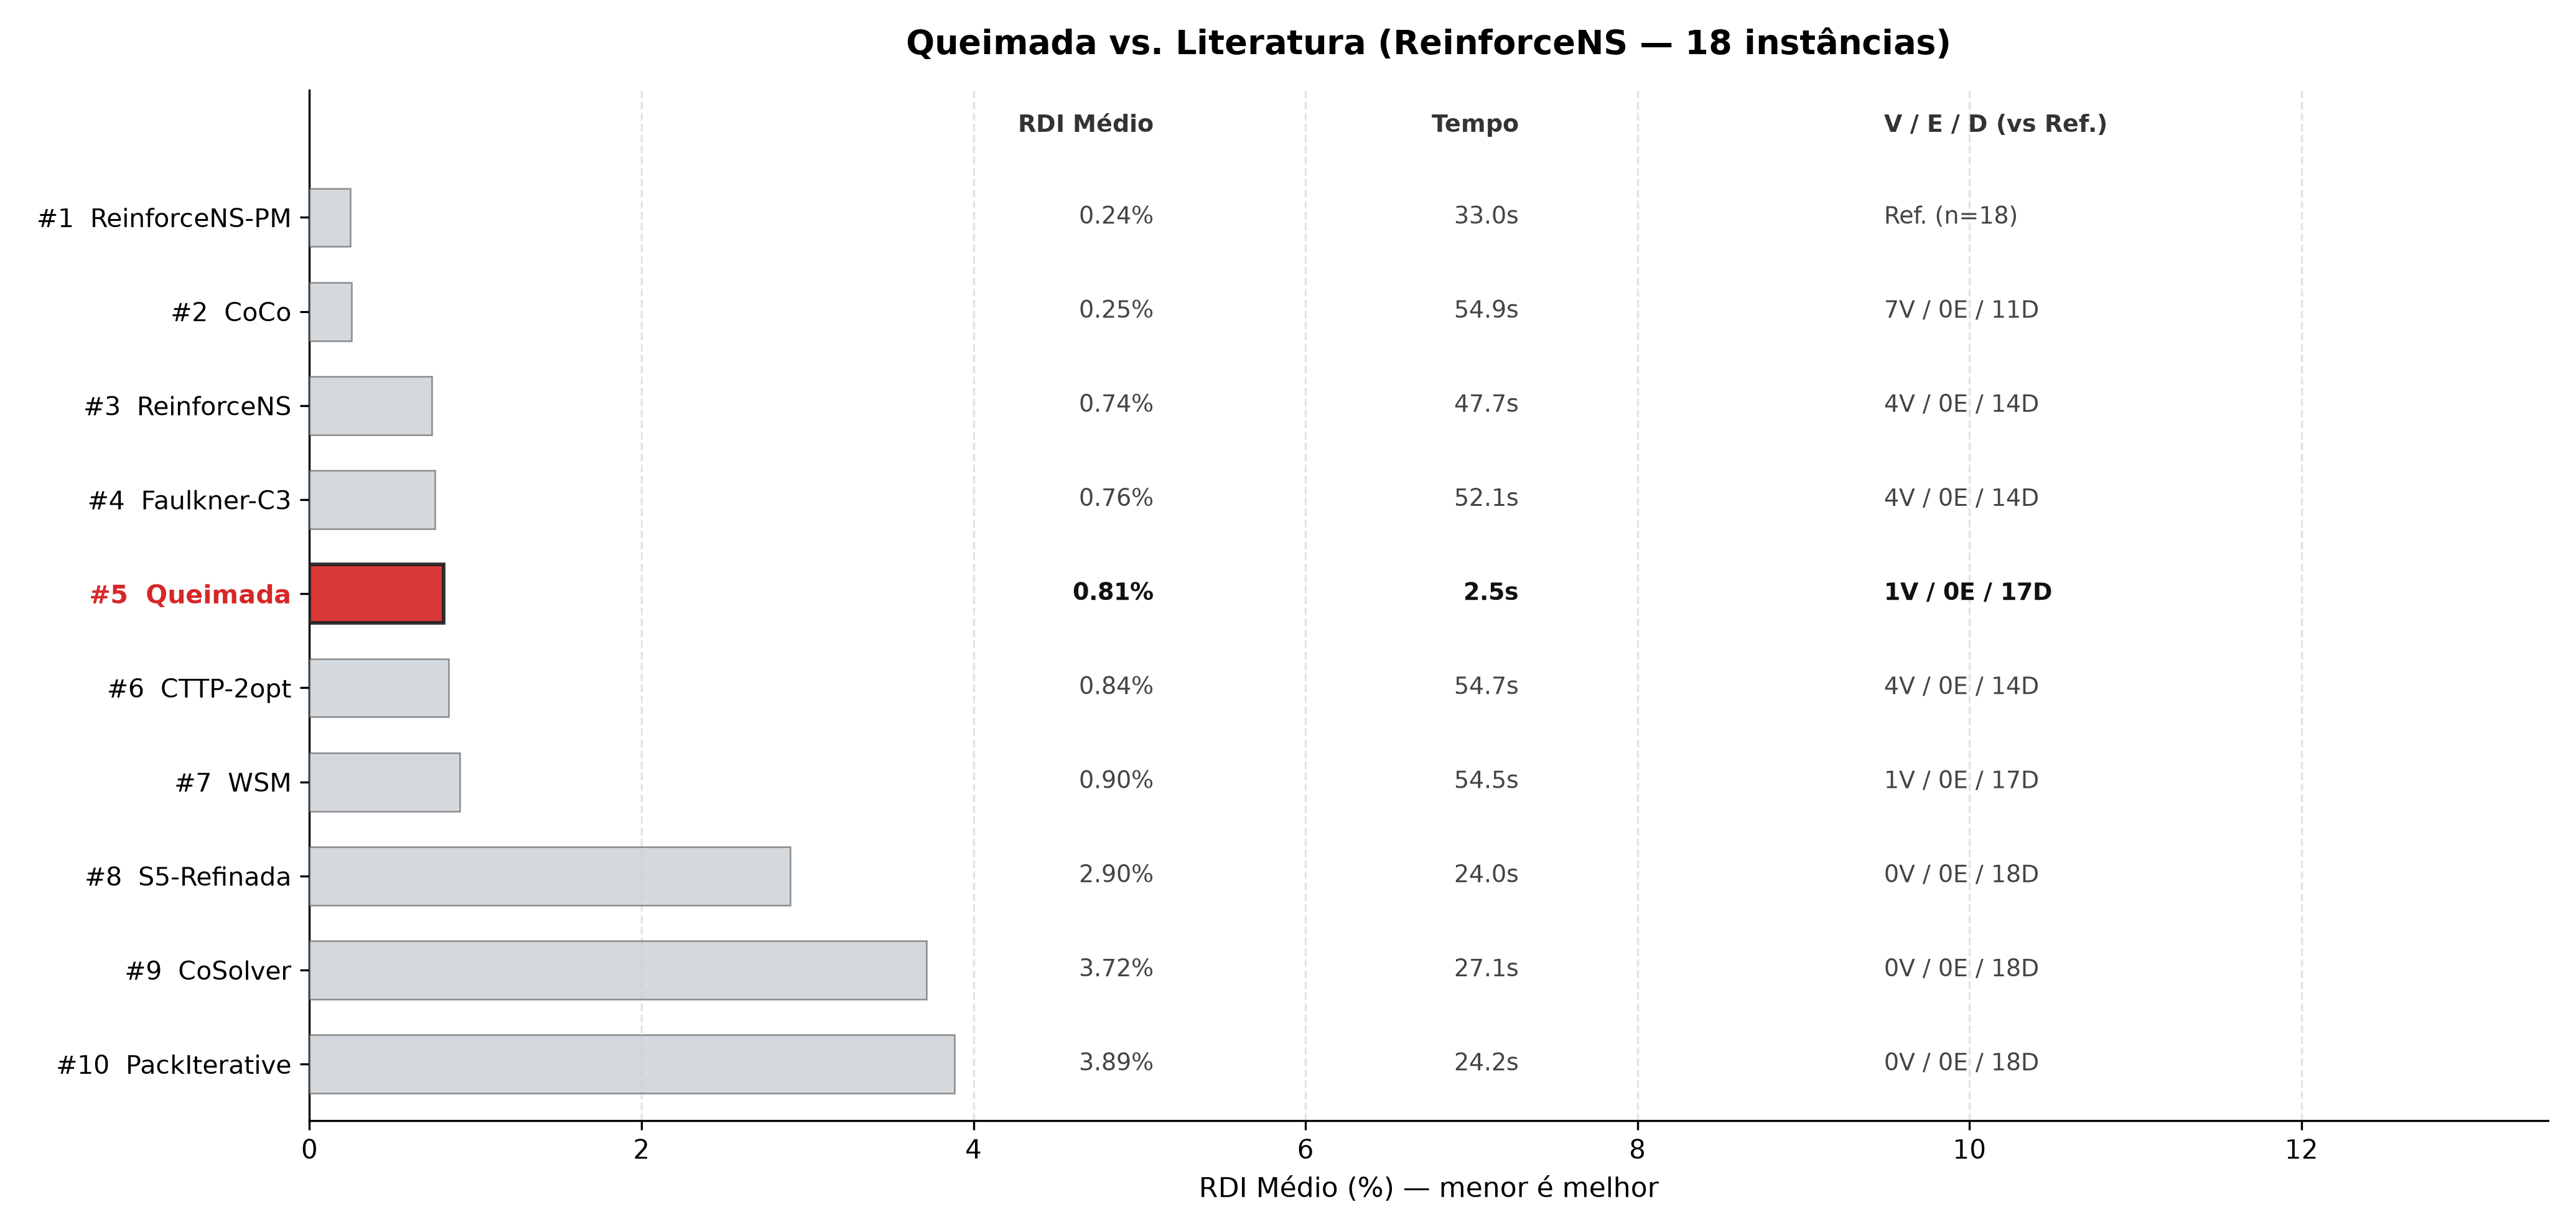 Queimada vs. Literatura (ReinforceNS — 18 instâncias)
RDI Médio Tempo V / E / D (vs Ref.)
#1 ReinforceNS-PM 0.24% 33.0s Ref. (n=18)
#2 CoCo 0.25% 54.9s 7V / 0E / 11D
#3 ReinforceNS 0.74% 47.7s 4V / 0E / 14D
#4 Faulkner-C3 0.76% 52.1s 4V / 0E / 14D
#5 Queimada 0.81% 2.5s 1V / 0E / 17D
#6 CTTP-2opt 0.84% 54.7s 4V / 0E / 14D
#7 WSM 0.90% 54.5s 1V / 0E / 17D
#8 S5-Refinada 2.90% 24.0s 0V / 0E / 18D
#9 CoSolver 3.72% 27.1s 0V / 0E / 18D
#10 PackIterative 3.89% 24.2s 0V / 0E / 18D
0 2 4 6 8 10 12
RDI Médio (%) — menor é melhor